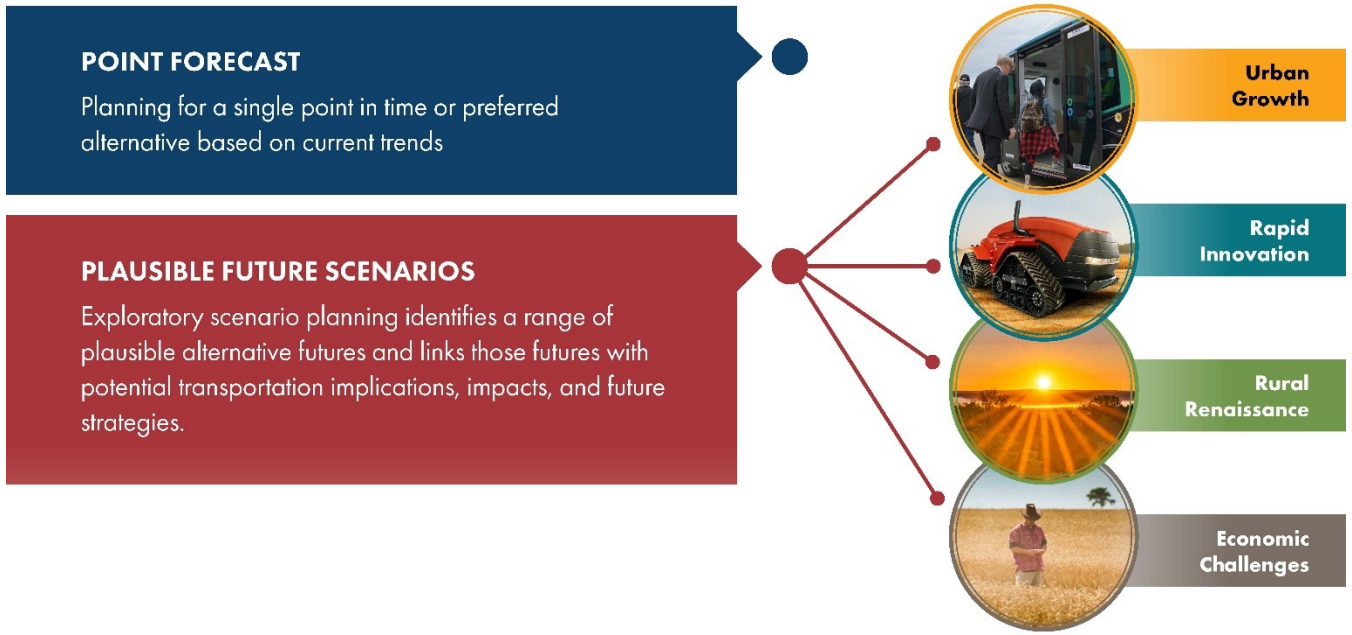 POINT FORECAST
Planning for a single point in time or preferred
alternative based on current trends
PLAUSIBLE FUTURE SCENARIOS
Exploratory scenario planning identifies a range of
plausible alternative futures and links those futures with
potential transportation implications, impacts, and future
strategies.
Urban
Growth
Rapid
Innovation
Rural
Renaissance
Economic
Challenges